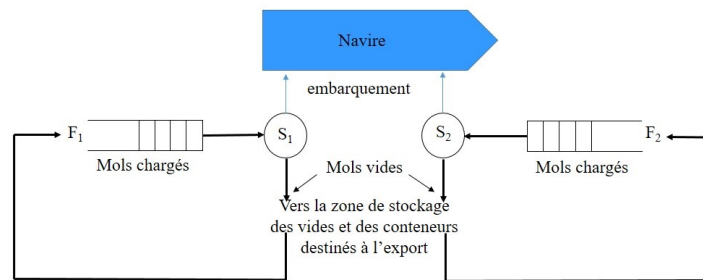 Navire
embarquement
F₁
S₁
S₂
F₂
Mols chargés
Mols vides
Mols chargés
Vers la zone de stockage
des vides et des conteneurs
destinés à l’export